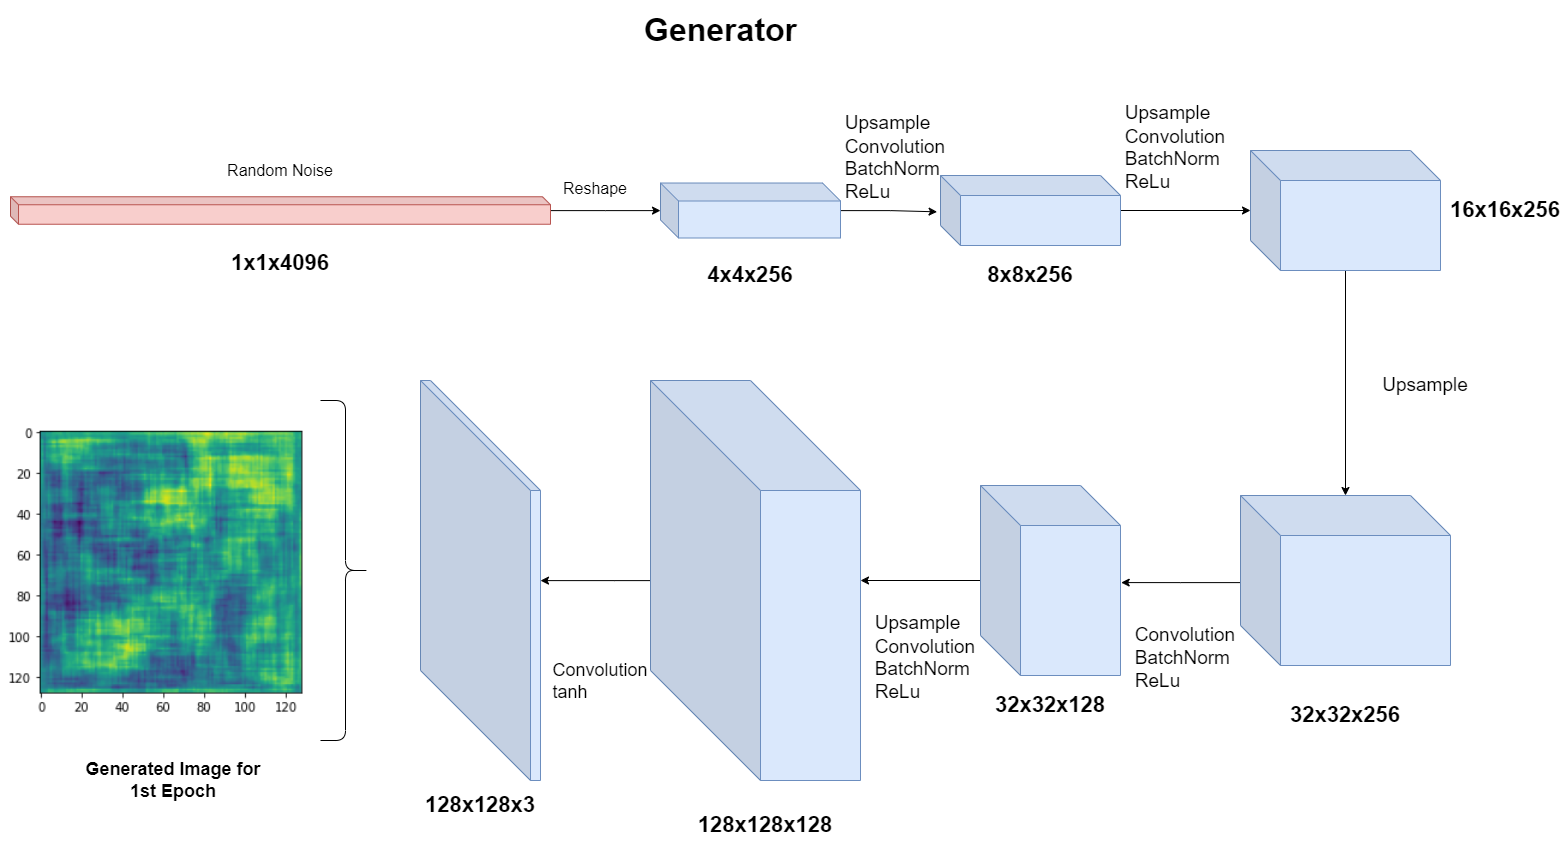 Generator
Random Noise
1x1x4096
Reshape
4x4x256
Upsample
Convolution
BatchNorm
ReLu
8x8x256
Upsample
Convolution
BatchNorm
ReLu
16x16x256
Upsample
32x32x256
Convolution
BatchNorm
ReLu
32x32x128
Upsample
Convolution
BatchNorm
ReLu
128x128x128
Convolution
tanh
128x128x3
0
20
40
60
80
100
120
0 20 40 60 80 100 120
Generated Image for
1st Epoch